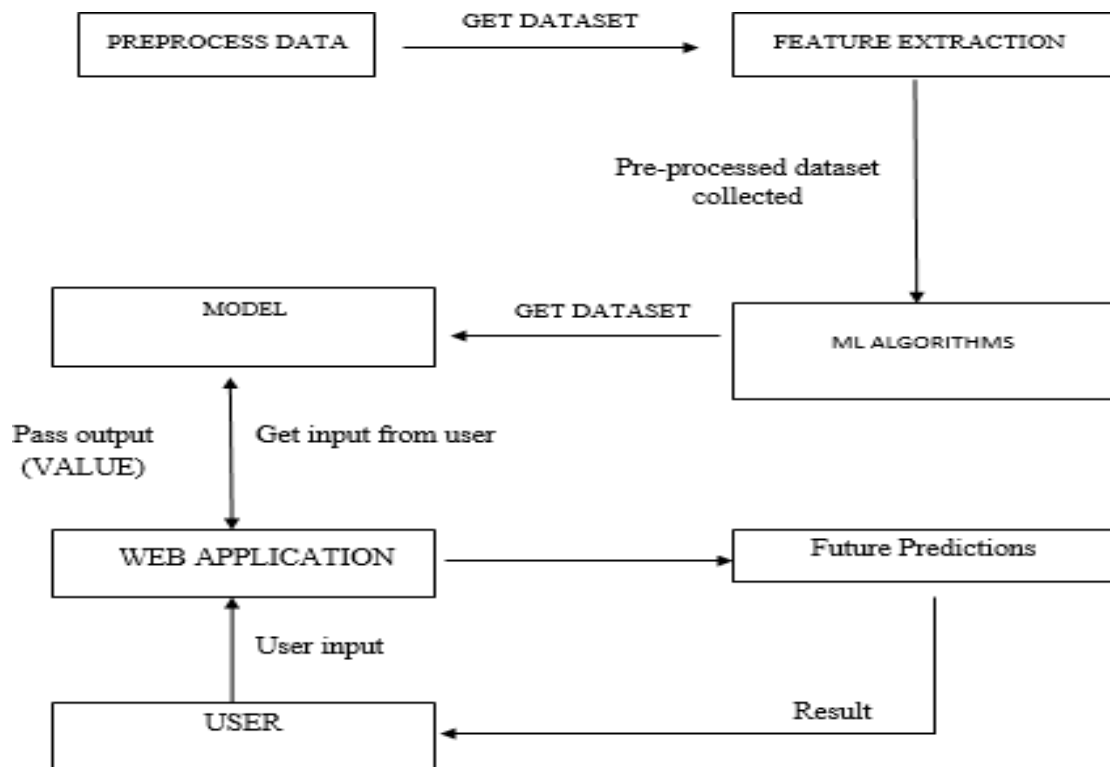 GET DATASET
PREPROCESS DATA
FEATURE EXTRACTION
Pre-processed dataset
collected
MODEL
GET DATASET
ML ALGORITHMS
Pass output
(VALUE)
Get input from user
WEB APPLICATION
Future Predictions
User input
USER
Result